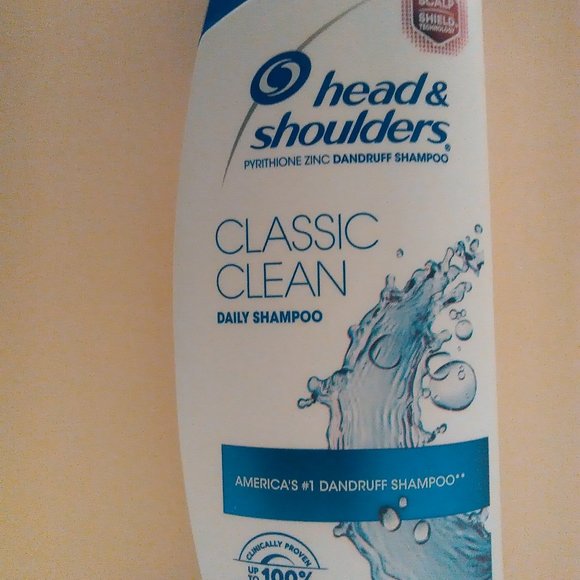 SCALP
SHIELD
TECHNOLOGY
head &
shoulders®
PYRITHIONE ZINC DANDRUFF SHAMPOO
CLASSIC
CLEAN
DAILY SHAMPOO
AMERICA'S #1 DANDRUFF SHAMPOO**
CLINICALLY PROVEN
UP TO 100%